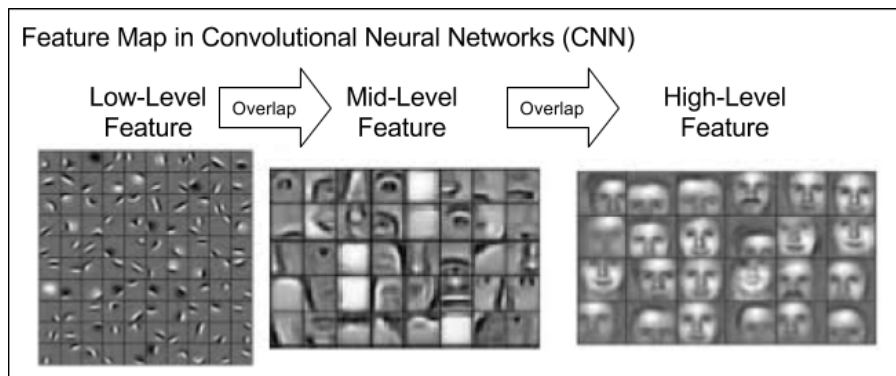 Feature Map in Convolutional Neural Networks (CNN)
Low-Level
Feature
Overlap
Mid-Level
Feature
Overlap
High-Level
Feature